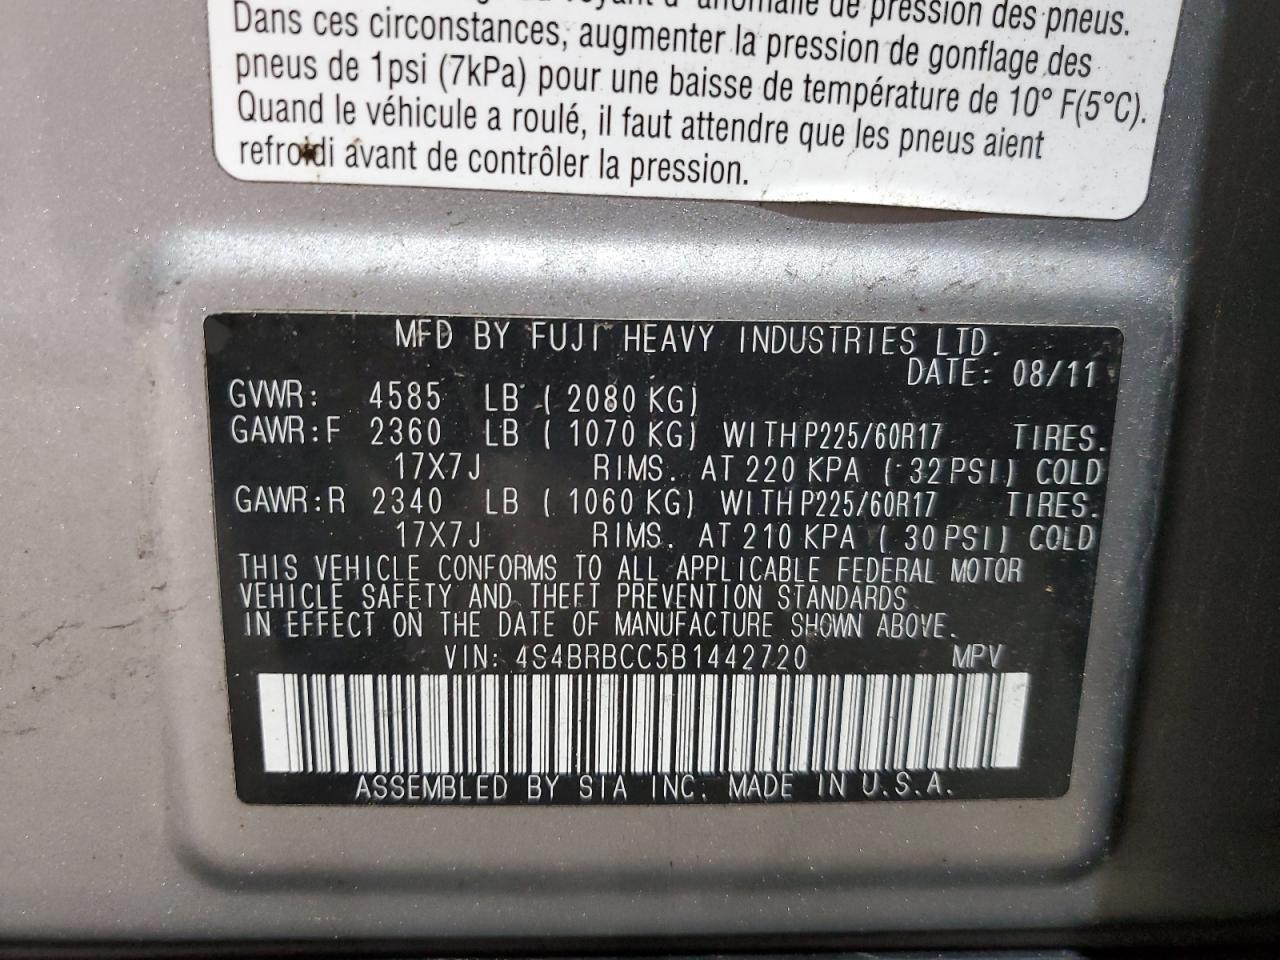 de pression des pneus.
Dans ces circonstances, augmenter la pression de gonflage des
pneus de 1psi (7kPa) pour une baisse de température de 10° F(5°C).
Quand le véhicule a roulé, il faut attendre que les pneus aient
refroidi avant de contrôler la pression.
MFD BY FUJI HEAVY INDUSTRIES LTD.
DATE: 08/11
GVWR: 4585 LB ( 2080 KG)
GAWR:F 2360 LB ( 1070 KG) WITH P225/60R17 TIRES.
17X7J RIMS. AT 220 KPA ( 32 PSI) COLD
GAWR:R 2340 LB ( 1060 KG) WITH P225/60R17 TIRES.
17X7J RIMS. AT 210 KPA ( 30 PSI) COLD
THIS VEHICLE CONFORMS TO ALL APPLICABLE FEDERAL MOTOR
VEHICLE SAFETY AND THEFT PREVENTION STANDARDS
IN EFFECT ON THE DATE OF MANUFACTURE SHOWN ABOVE.
VIN: 4S4BRBCC5B1442720 MPV
ASSEMBLED BY SIA INC. MADE IN U.S.A.